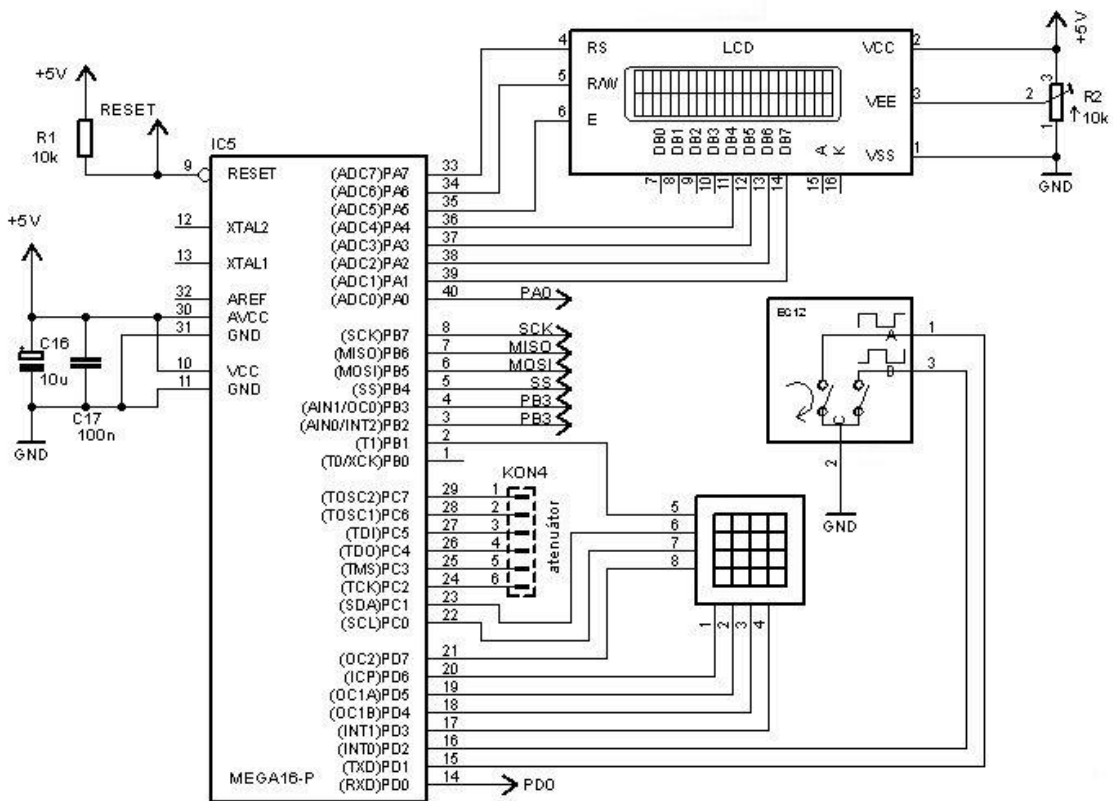 +5V
RESET
R1
10k
9
IC5
RESET
12
XTAL2
13
XTAL1
+5V
32
AREF
30
AVCC
31
GND
C16
10u
10
VCC
11
GND
C17
100n
GND
MEGA16-P
(ADC7)PA7 33
(ADC6)PA6 34
(ADC5)PA5 35
(ADC4)PA4 36
(ADC3)PA3 37
(ADC2)PA2 38
(ADC1)PA1 39
(ADC0)PA0 40 PA0
(SCK)PB7 8 SCK
(MISO)PB6 7 MISO
(MOSI)PB5 6 MOSI
(SS)PB4 5 SS
(AIN1/OC0)PB3 4 PB3
(AIN0/INT2)PB2 3 PB3
(T1)PB1 2
(T0/XCK)PB0 1
(TOSC2)PC7 29
(TOSC1)PC6 28
(TDI)PC5 27
(TDO)PC4 26
(TMS)PC3 25
(TCK)PC2 24
(SDA)PC1 23
(SCL)PC0 22
(OC2)PD7 21
(ICP)PD6 20
(OC1A)PD5 19
(OC1B)PD4 18
(INT1)PD3 17
(INT0)PD2 16
(TXD)PD1 15
(RXD)PD0 14 PD0
KON4
1
2
3
4
5
6
atenuátor
LCD
4 RS
5 R/W
6 E
VCC 2
VEE 3
VSS 1
DB0 DB1 DB2 DB3 DB4 DB5 DB6 DB7 A K
7 8 9 10 11 12 13 14 15 16
+5V
3
2
1
R2
10k
GND
EC12
A 1
B 3
C
2
GND
5
6
7
8
1 2 3 4